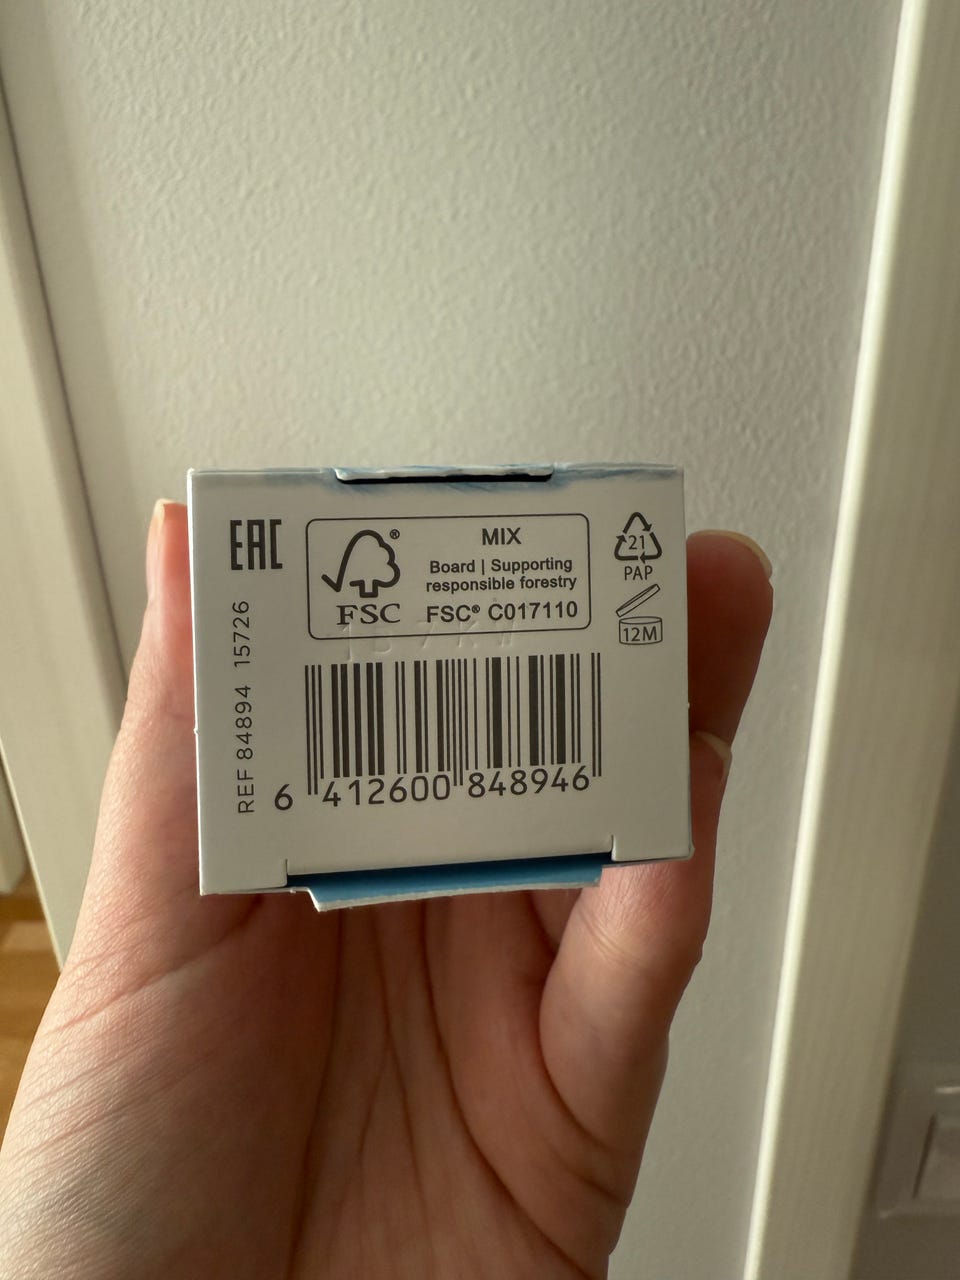 EAC
FSC®
MIX
Board | Supporting
responsible forestry
FSC® C017110
21
PAP
12M
REF 84894 15726
6 412600 848946